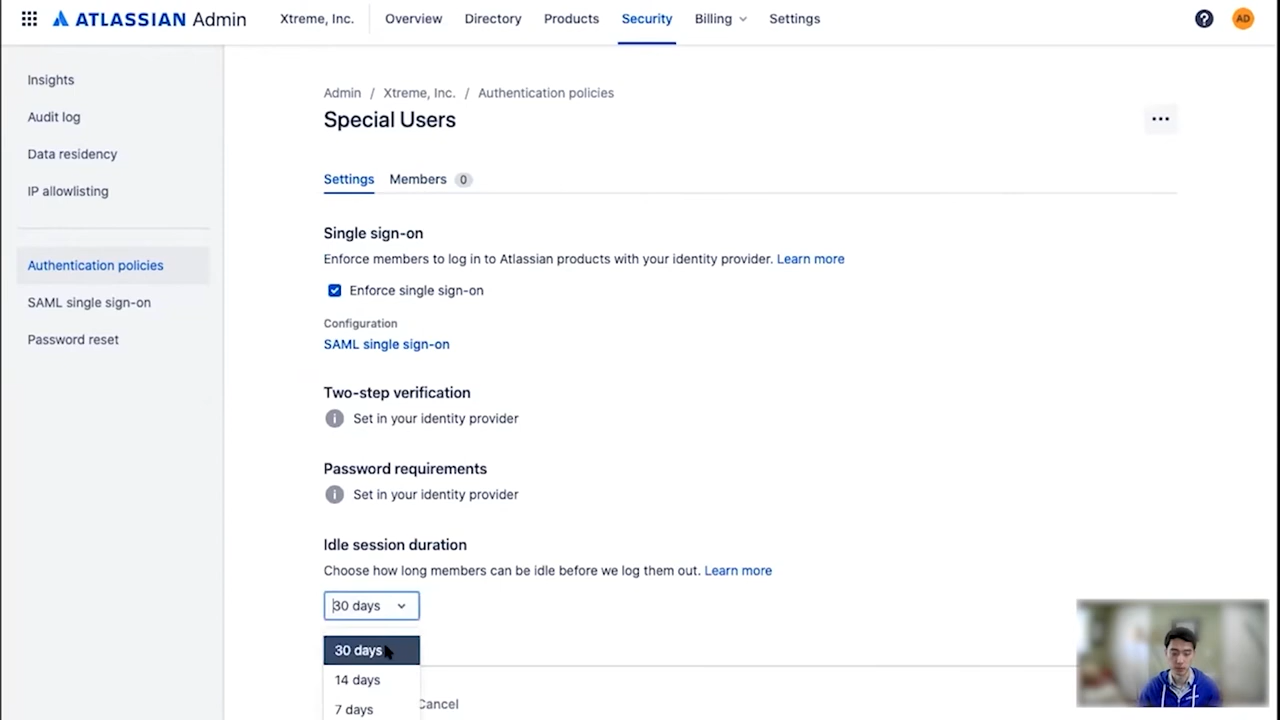 ATLASSIAN Admin Xtreme, Inc. Overview Directory Products Security Billing Settings ? AD
Insights
Audit log
Data residency
IP allowlisting
Authentication policies
SAML single sign-on
Password reset
Admin / Xtreme, Inc. / Authentication policies
Special Users
Settings Members 0
Single sign-on
Enforce members to log in to Atlassian products with your identity provider. Learn more
Enforce single sign-on
Configuration
SAML single sign-on
Two-step verification
Set in your identity provider
Password requirements
Set in your identity provider
Idle session duration
Choose how long members can be idle before we log them out. Learn more
30 days
30 days
14 days
7 days
Cancel